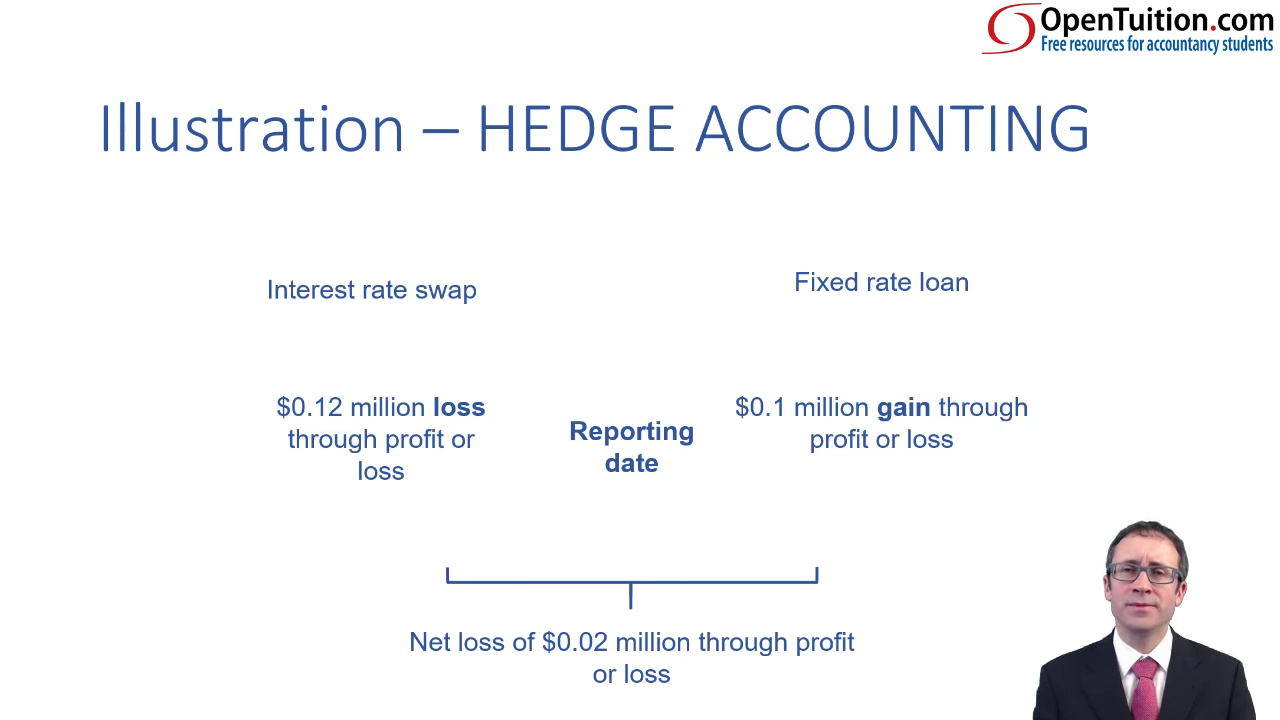 OpenTuition.com
Free resources for accountancy students
Illustration – HEDGE ACCOUNTING
Interest rate swap
Fixed rate loan
$0.12 million loss
through profit or
loss
Reporting
date
$0.1 million gain through
profit or loss
Net loss of $0.02 million through profit
or loss